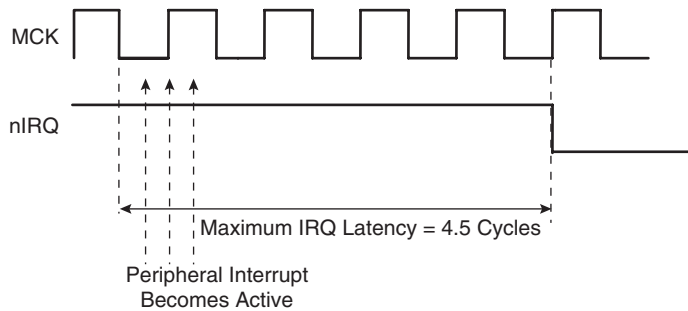 MCK
nIRQ
Maximum IRQ Latency = 4.5 Cycles
Peripheral Interrupt
Becomes Active